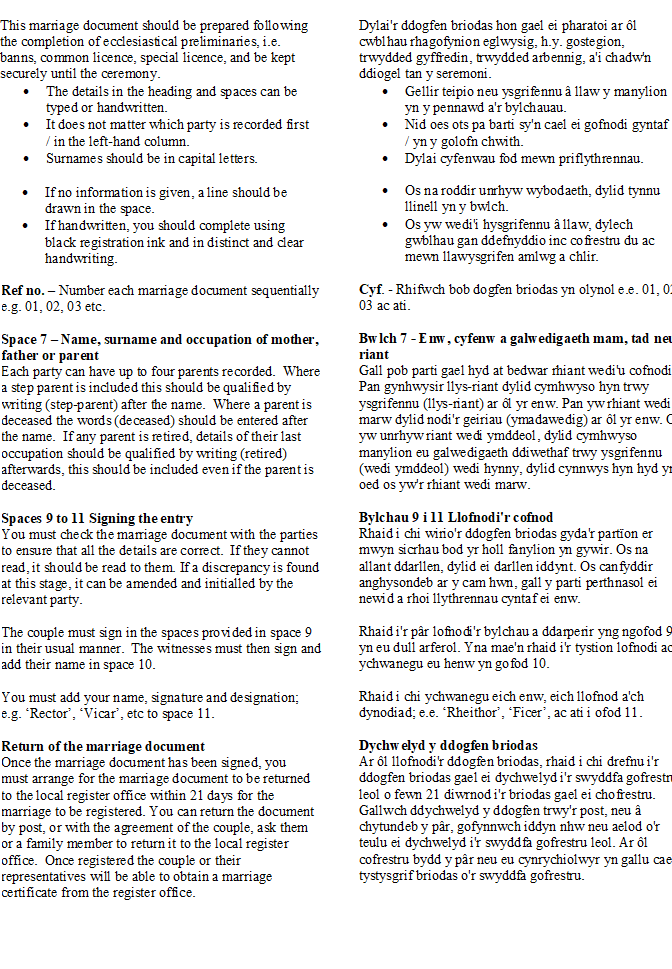 This marriage document should be prepared following
the completion of ecclesiastical preliminaries, i.e.
banns, common licence, special licence, and be kept
securely until the ceremony.
• The details in the heading and spaces can be
typed or handwritten.
• It does not matter which party is recorded first
/ in the left-hand column.
• Surnames should be in capital letters.
• If no information is given, a line should be
drawn in the space.
• If handwritten, you should complete using
black registration ink and in distinct and clear
handwriting.
Ref no. – Number each marriage document sequentially
e.g. 01, 02, 03 etc.
Space 7 – Name, surname and occupation of mother,
father or parent
Each party can have up to four parents recorded. Where
a step parent is included this should be qualified by
writing (step-parent) after the name. Where a parent is
deceased the words (deceased) should be entered after
the name. If any parent is retired, details of their last
occupation should be qualified by writing (retired)
afterwards, this should be included even if the parent is
deceased.
Spaces 9 to 11 Signing the entry
You must check the marriage document with the parties
to ensure that all the details are correct. If they cannot
read, it should be read to them. If a discrepancy is found
at this stage, it can be amended and initialled by the
relevant party.
The couple must sign in the spaces provided in space 9
in their usual manner. The witnesses must then sign and
add their name in space 10.
You must add your name, signature and designation;
e.g. ‘Rector’, ‘Vicar’, etc to space 11.
Return of the marriage document
Once the marriage document has been signed, you
must arrange for the marriage document to be returned
to the local register office within 21 days for the
marriage to be registered. You can return the document
by post, or with the agreement of the couple, ask them
or a family member to return it to the local register
office. Once registered the couple or their
representatives will be able to obtain a marriage
certificate from the register office.
Dylai'r ddogfen briodas hon gael ei pharatoi ar ôl
cwblhau rhagofynion eglwysig, h.y. gostegion,
trwydded gyffredin, trwydded arbennig, a'i chadw'n
ddiogel tan y seremoni.
• Gellir teipio neu ysgrifennu â llaw y manylion
yn y pennawd a'r bylchauau.
• Nid oes ots pa barti sy'n cael ei gofnodi gyntaf
/ yn y golofn chwith.
• Dylai cyfenwau fod mewn priflythrennau.
• Os na roddir unrhyw wybodaeth, dylid tynnu
llinell yn y bwlch.
• Os yw wedi'i hysgrifennu â llaw, dylech
gwblhau gan ddefnyddio inc cofrestru du ac
mewn llawysgrifen amlwg a chlir.
Cyf. - Rhifwch bob dogfen briodas yn olynol e.e. 01,
03 ac ati.
Bwlch 7 - Enw, cyfenw a galwedigaeth mam, tad neu
riant
Gall pob parti gael hyd at bedwar rhiant wedi'u cofnodi
Pan gynhwysir llys-riant dylid cymhwyso hyn trwy
ysgrifennu (llys-riant) ar ôl yr enw. Pan yw rhiant wedi
marw dylid nodi'r geiriau (ymadawedig) ar ôl yr enw.
yw unrhyw riant wedi ymddeol, dylid cymhwyso
manylion eu galwedigaeth ddiwethaf trwy ysgrifennu
(wedi ymddeol) wedi hynny, dylid cynnwys hyn hyd
oed os yw'r rhiant wedi marw.
Bylchau 9 i 11 Llofnodi'r cofnod
Rhaid i chi wirio'r ddogfen briodas gyda'r partïon er
mwyn sicrhau bod yr holl fanylion yn gywir. Os na
allant ddarllen, dylid ei darllen iddynt. Os canfyddir
anghysondeb ar y cam hwn, gall y parti perthnasol ei
newid a rhoi llythrennau cyntaf ei enw.
Rhaid i'r pâr lofnodi'r bylchau a ddarperir yng ngofod 9
yn eu dull arferol. Yna mae'n rhaid i'r tystion lofnodi ac
ychwanegu eu henw yn gofod 10.
Rhaid i chi ychwanegu eich enw, eich llofnod a'ch
dynodiad; e.e. ‘Rheithor’, ‘Ficer’, ac ati i ofod 11.
Dychwelyd y ddogfen briodas
Ar ôl llofnodi'r ddogfen briodas, rhaid i chi drefnu i'r
ddogfen briodas gael ei dychwelyd i'r swyddfa gofrestru
leol o fewn 21 diwrnod i'r briodas gael ei chofrestru.
Gallwch ddychwelyd y ddogfen trwy'r post, neu â
chytundeb y pâr, gofynnwch iddyn nhw neu aelod o'r
teulu ei dychwelyd i'r swyddfa gofrestru leol. Ar ôl
cofrestru bydd y pâr neu eu cynrychiolwyr yn gallu cae
tystysgrif briodas o'r swyddfa gofrestru.